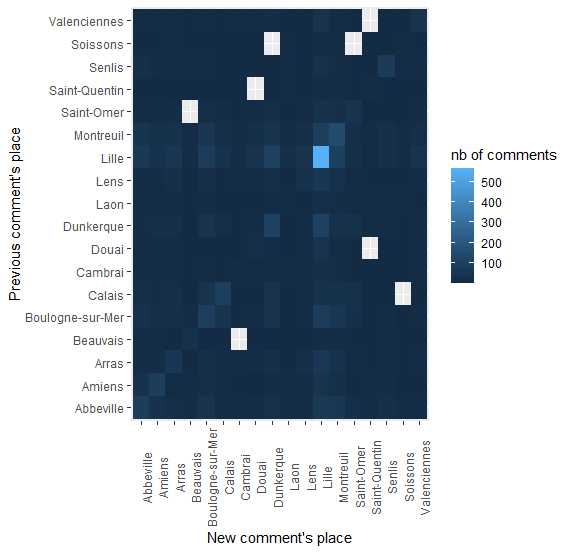 Valenciennes
Soissons
Senlis
Saint-Quentin
Saint-Omer
Montreuil
Lille
Lens
Laon
Dunkerque
Douai
Cambrai
Calais
Boulogne-sur-Mer
Beauvais
Arras
Amiens
Abbeville
Previous comment's place
nb of comments
500
400
300
200
100
Abbeville
Amiens
Arras
Beauvais
Boulogne-sur-Mer
Calais
Cambrai
Douai
Dunkerque
Laon
Lens
Lille
Montreuil
Saint-Omer
Saint-Quentin
Senlis
Soissons
Valenciennes
New comment's place